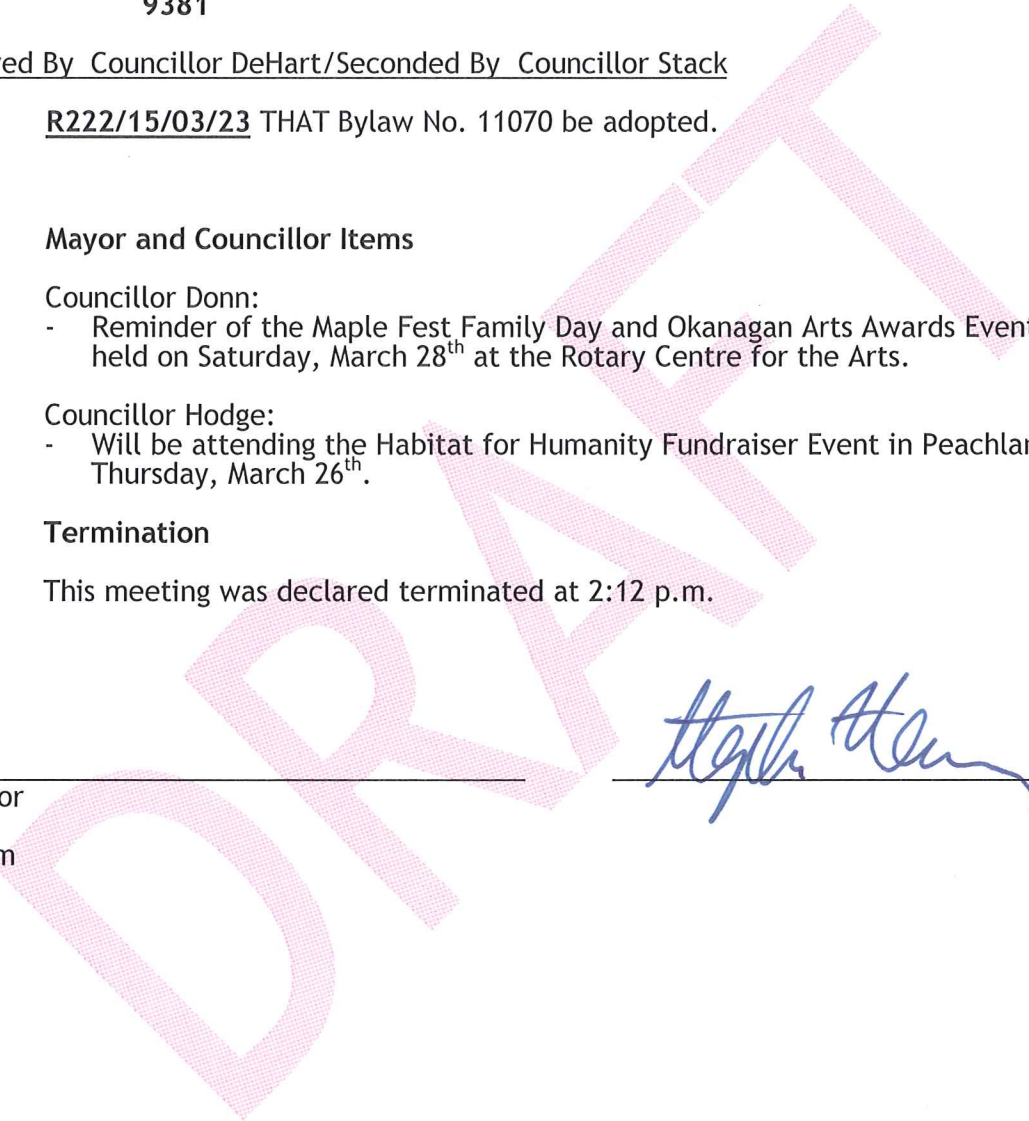 9381
ed By Councillor DeHart/Seconded By Councillor Stack
R222/15/03/23 THAT Bylaw No. 11070 be adopted.
Mayor and Councillor Items
Councillor Donn:
- Reminder of the Maple Fest Family Day and Okanagan Arts Awards Event
held on Saturday, March 28th at the Rotary Centre for the Arts.
Councillor Hodge:
- Will be attending the Habitat for Humanity Fundraiser Event in Peachlan
Thursday, March 26th.
Termination
This meeting was declared terminated at 2:12 p.m.
or
m
DRAFT